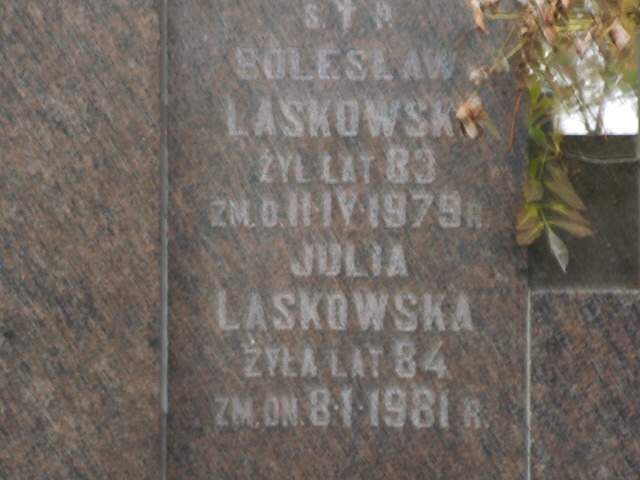 Ś † P
BOLESŁAW
LASKOWSKI
ŻYŁ LAT 83
ZM. D. 11·IV·1979 R.
JULIA
LASKOWSKA
ŻYŁA LAT 84
ZM. DN. 8·I·1981 R.